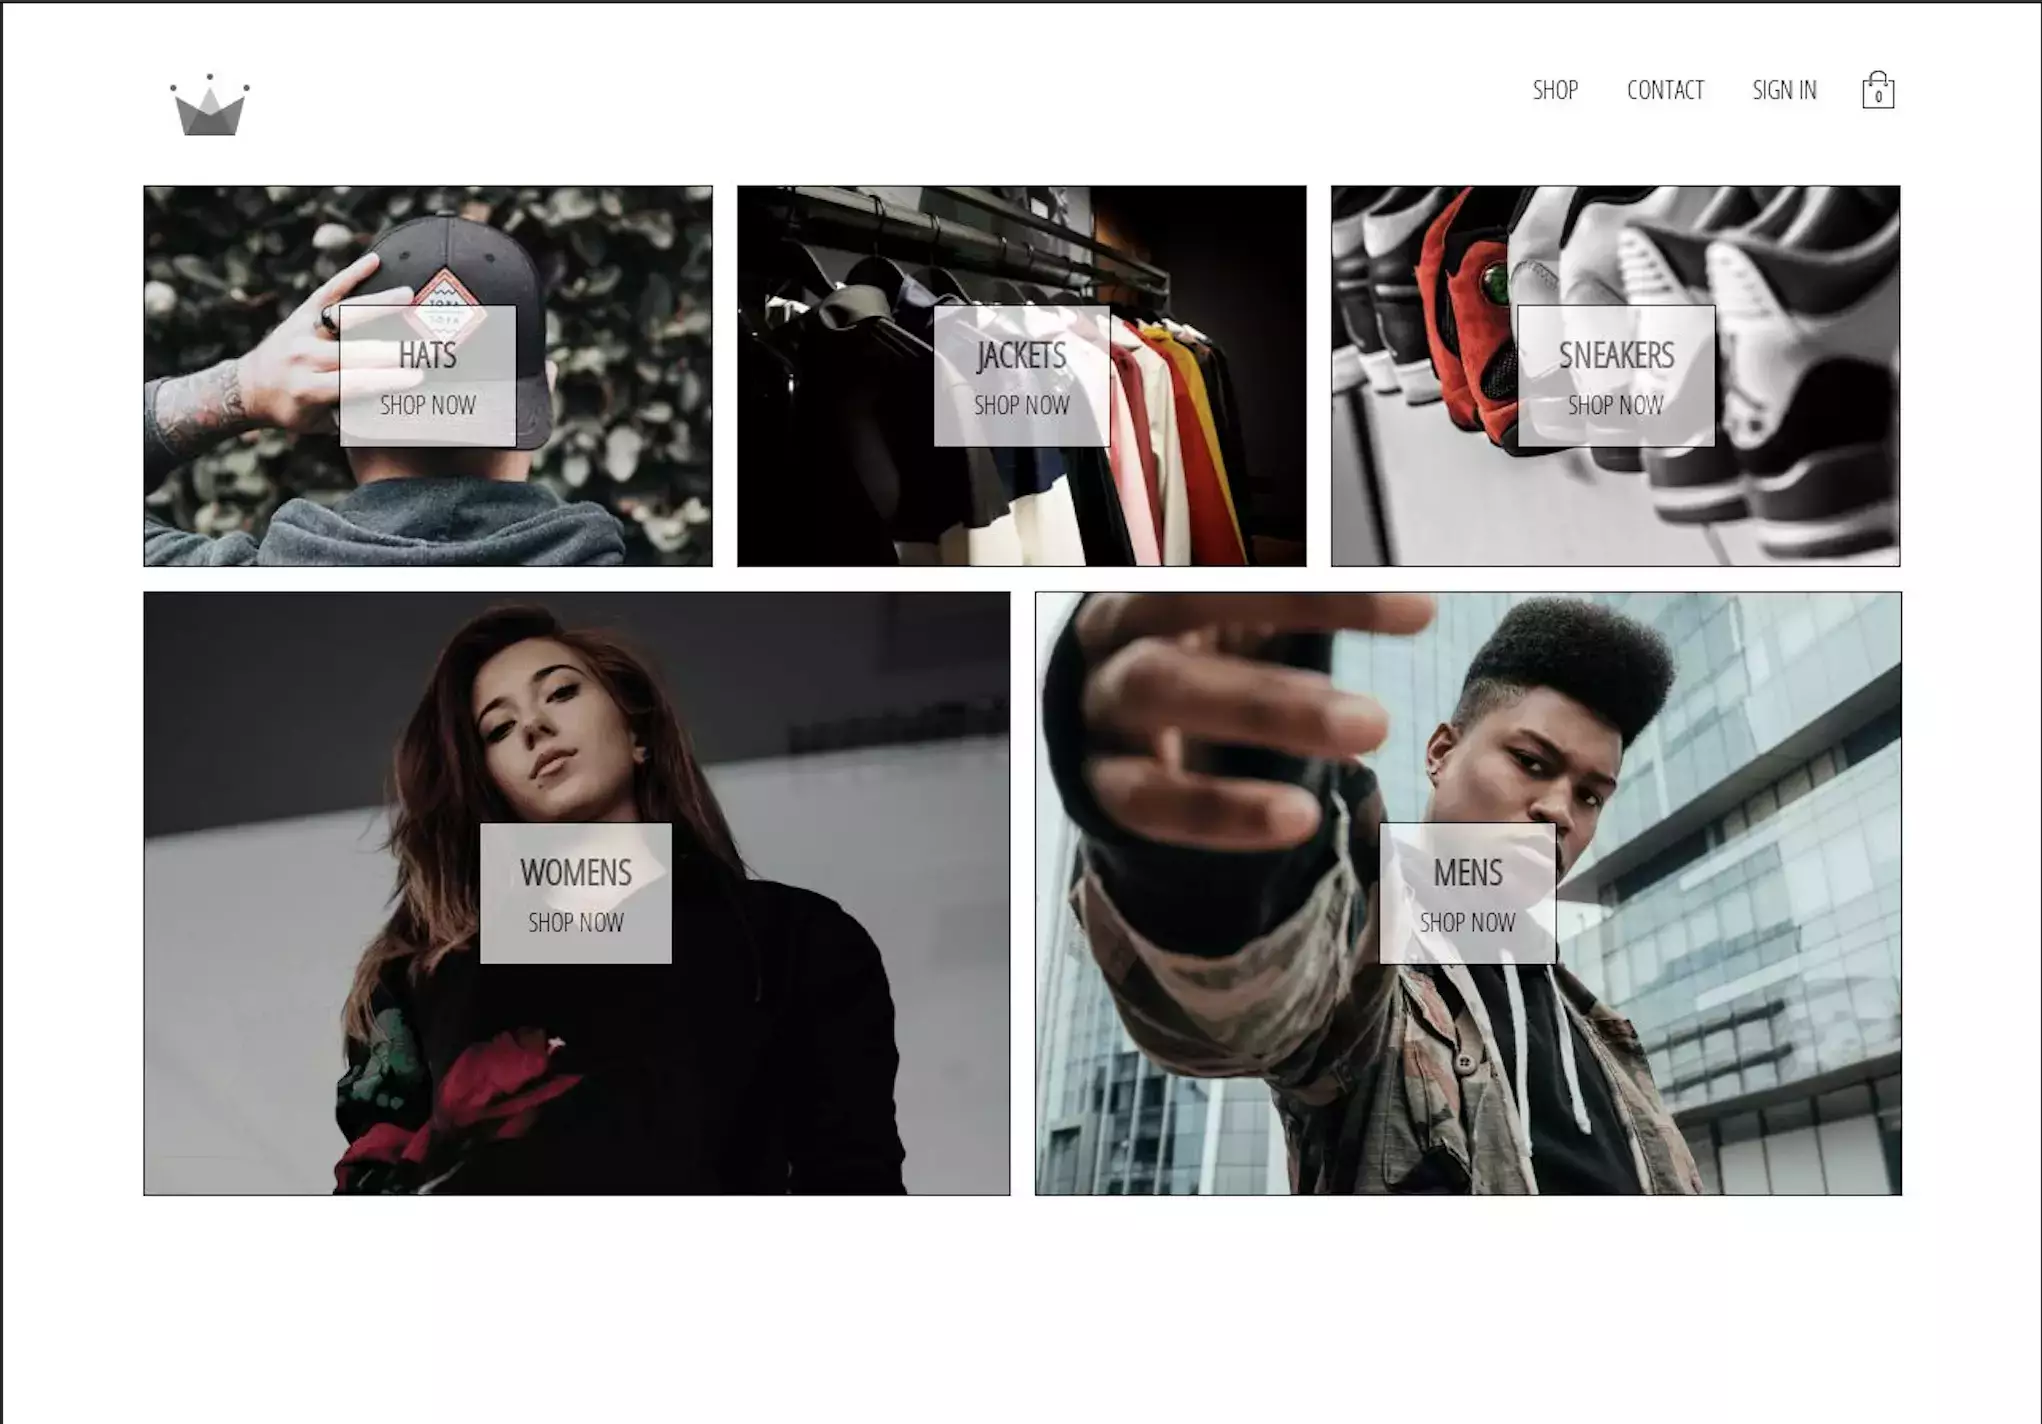 SHOP
CONTACT
SIGN IN
0
HATS
SHOP NOW
JACKETS
SHOP NOW
SNEAKERS
SHOP NOW
WOMENS
SHOP NOW
MENS
SHOP NOW